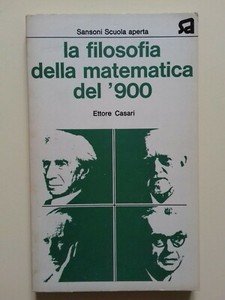 Sansoni Scuola aperta
la filosofia
della matematica
del '900
Ettore Casari